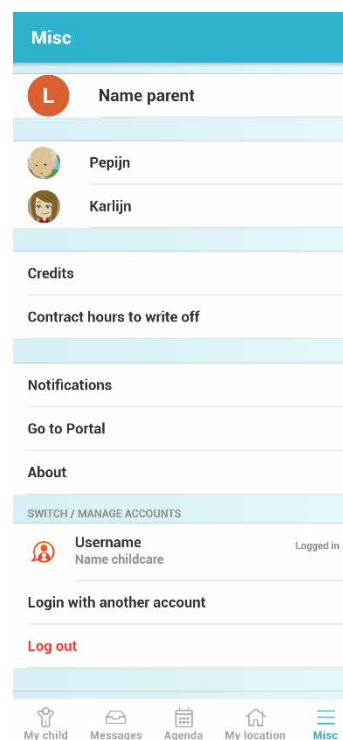 Misc
L
Name parent
Pepijn
Karlijn
Credits
Contract hours to write off
Notifications
Go to Portal
About
SWITCH / MANAGE ACCOUNTS
Username
Logged in
Name childcare
Login with another account
Log out
My child Messages Agenda My location Misc